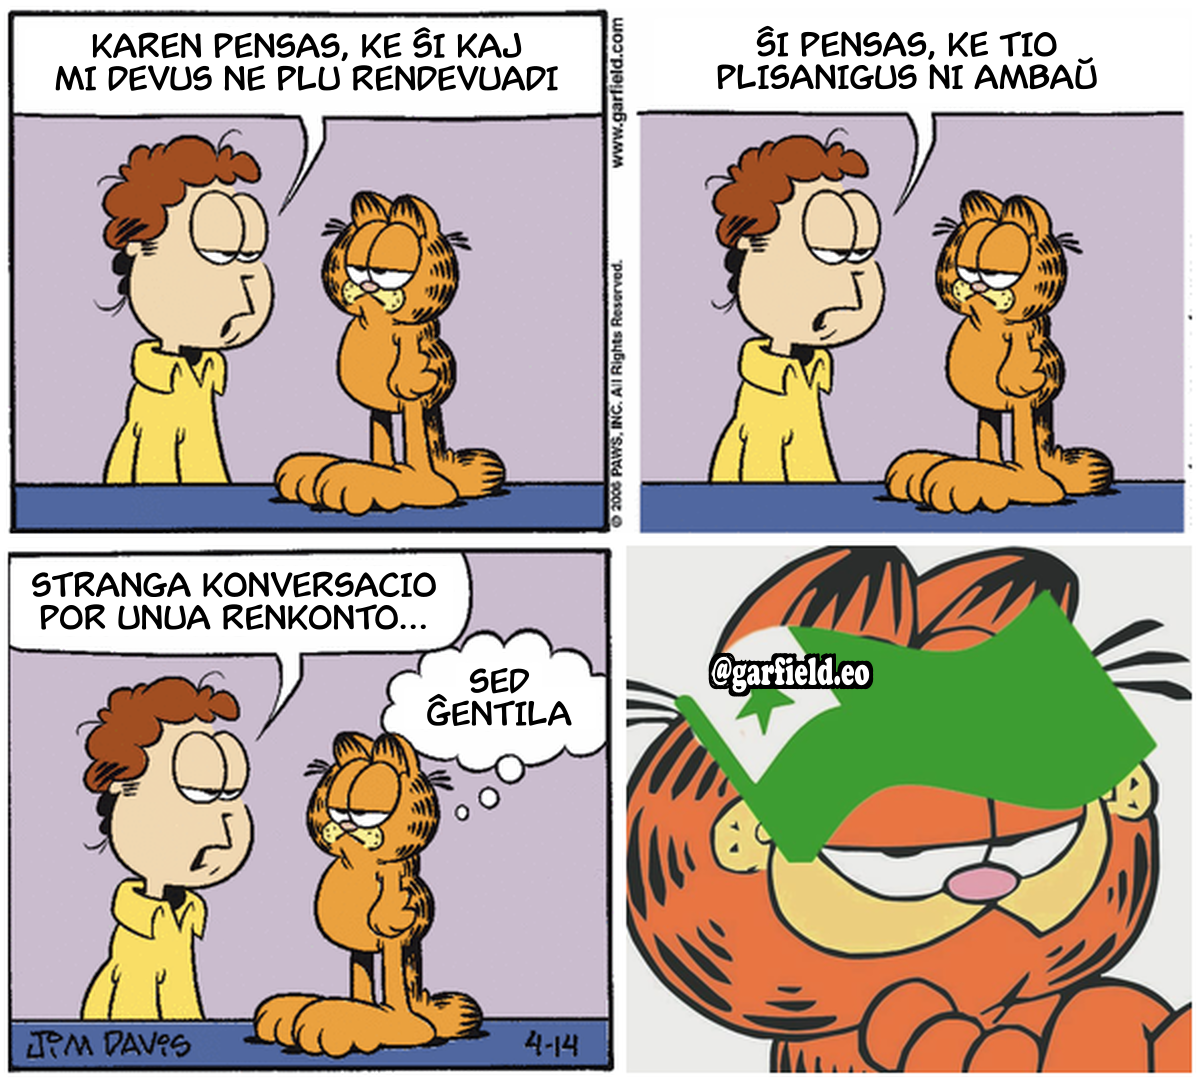 KAREN PENSAS, KE ŜI KAJ
MI DEVUS NE PLU RENDEVUADI
www.garfield.com
© 2006 PAWS, INC. All Rights Reserved.
ŜI PENSAS, KE TIO
PLISANIGUS NI AMBAŬ
STRANGA KONVERSACIO
POR UNUA RENKONTO...
SED
ĜENTILA
JIM DAVIS
4-14
@garfield.eo